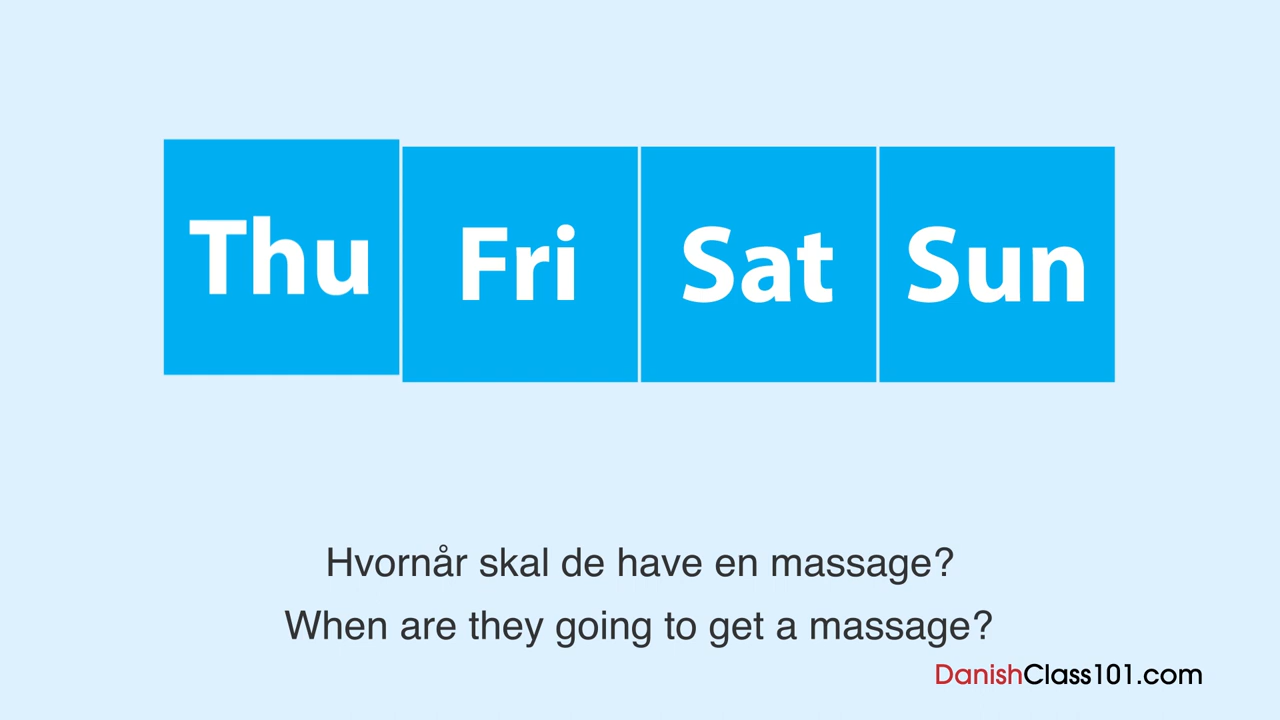 Thu Fri Sat Sun
Hvornår skal de have en massage?
When are they going to get a massage?
DanishClass101.com